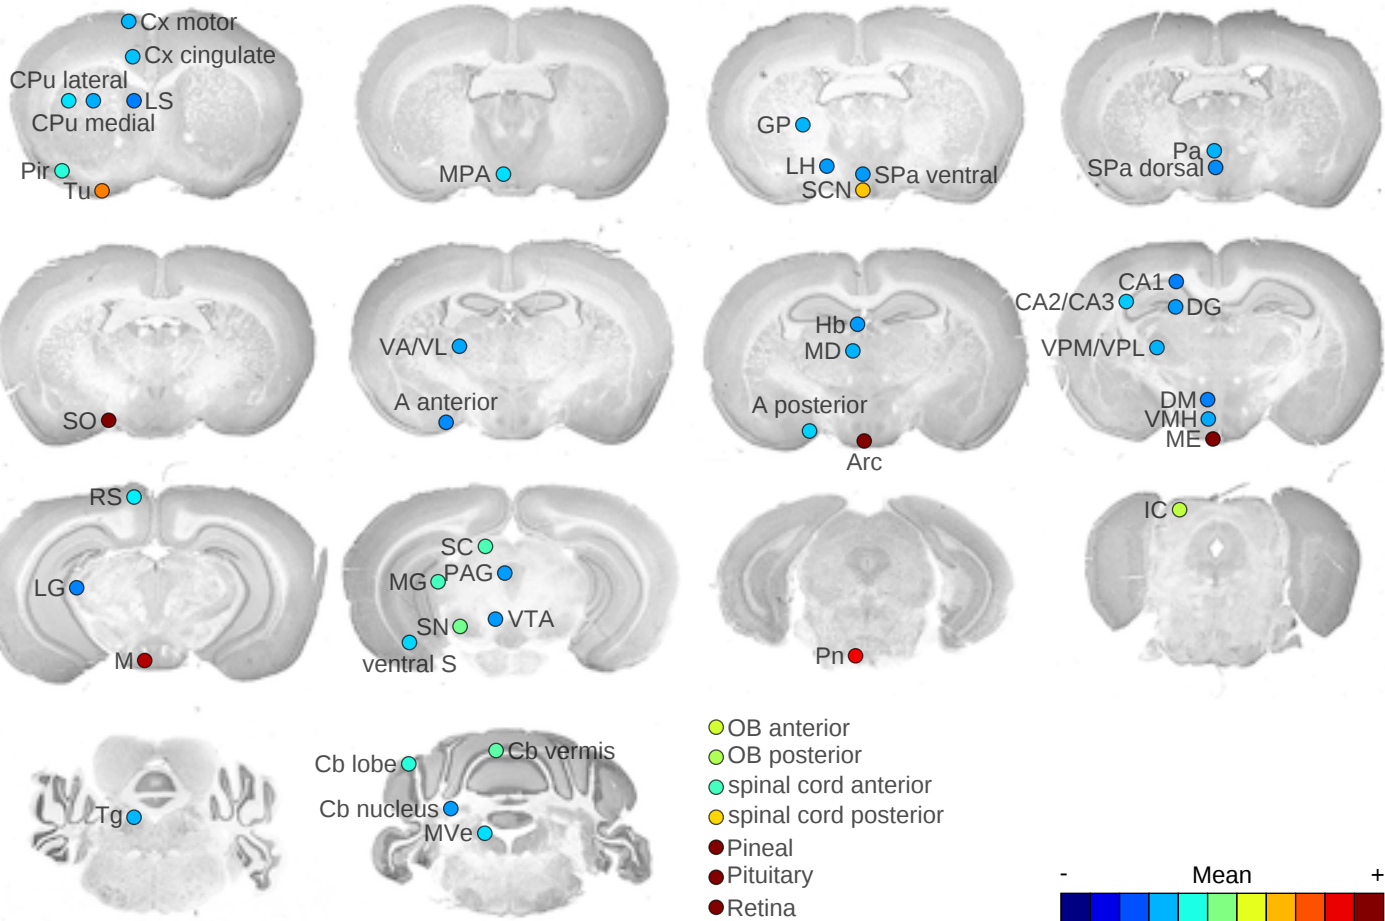 Cx motor
Cx cingulate
CPu lateral
LS
CPu medial
Pir
Tu
MPA
GP
LH
SPa ventral
SCN
Pa
SPa dorsal
SO
VA/VL
A anterior
Hb
MD
A posterior
Arc
CA1
CA2/CA3
DG
VPM/VPL
DM
VMH
ME
RS
LG
M
SC
MG
PAG
SN
VTA
ventral S
Pn
IC
Tg
Cb lobe
Cb vermis
Cb nucleus
MVe
OB anterior
OB posterior
spinal cord anterior
spinal cord posterior
Pineal
Pituitary
Retina
- Mean +